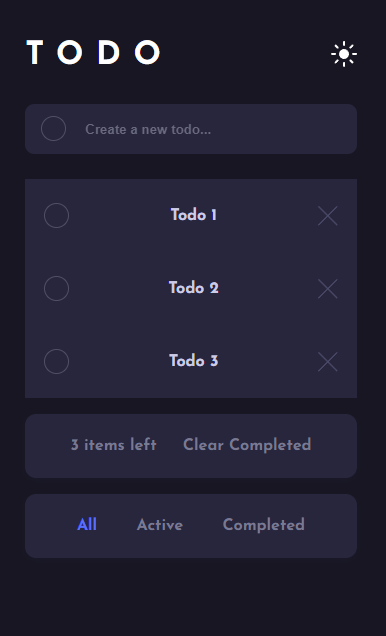 TODO
Create a new todo...
Todo 1
Todo 2
Todo 3
3 items left Clear Completed
All Active Completed